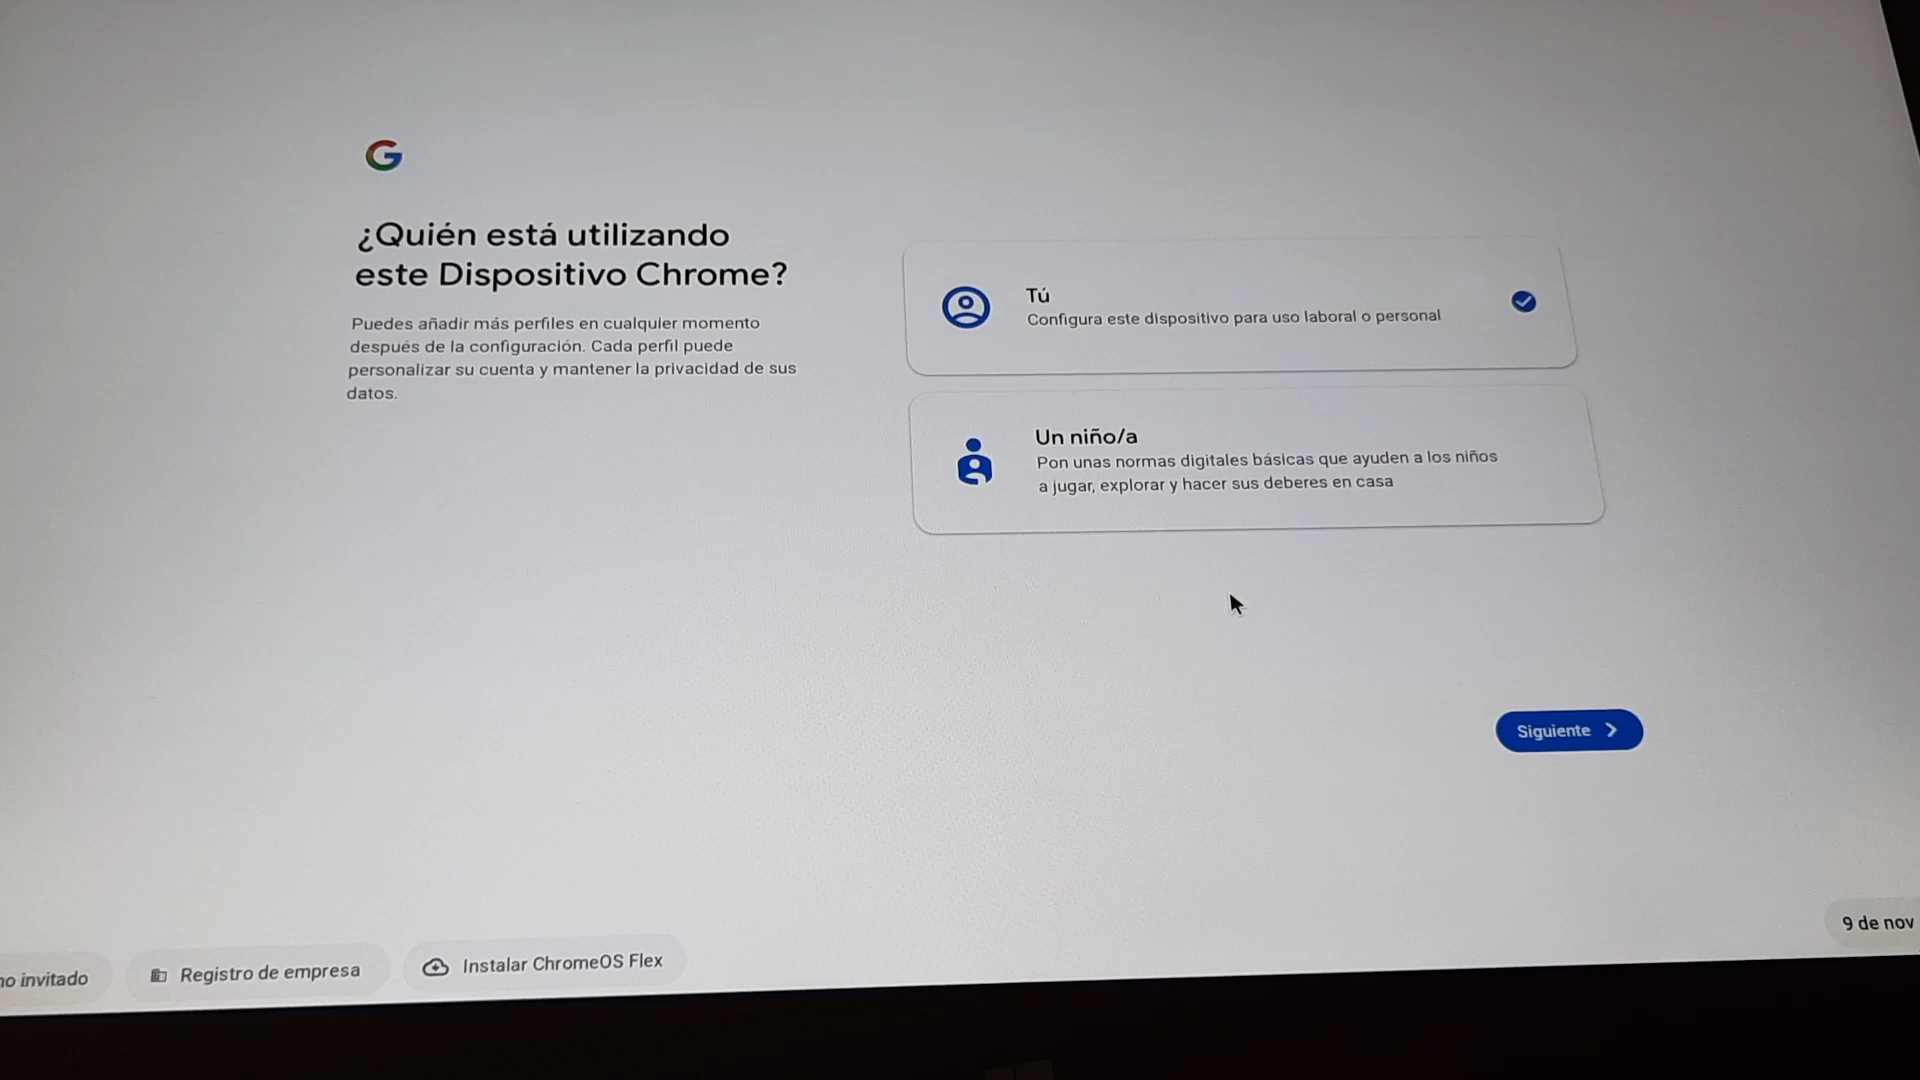 ¿Quién está utilizando
este Dispositivo Chrome?
Puedes añadir más perfiles en cualquier momento
después de la configuración. Cada perfil puede
personalizar su cuenta y mantener la privacidad de sus
datos.
Tú
Configura este dispositivo para uso laboral o personal
Un niño/a
Pon unas normas digitales básicas que ayuden a los niños
a jugar, explorar y hacer sus deberes en casa
Siguiente
9 de nov
invitado
Registro de empresa
Instalar ChromeOS Flex